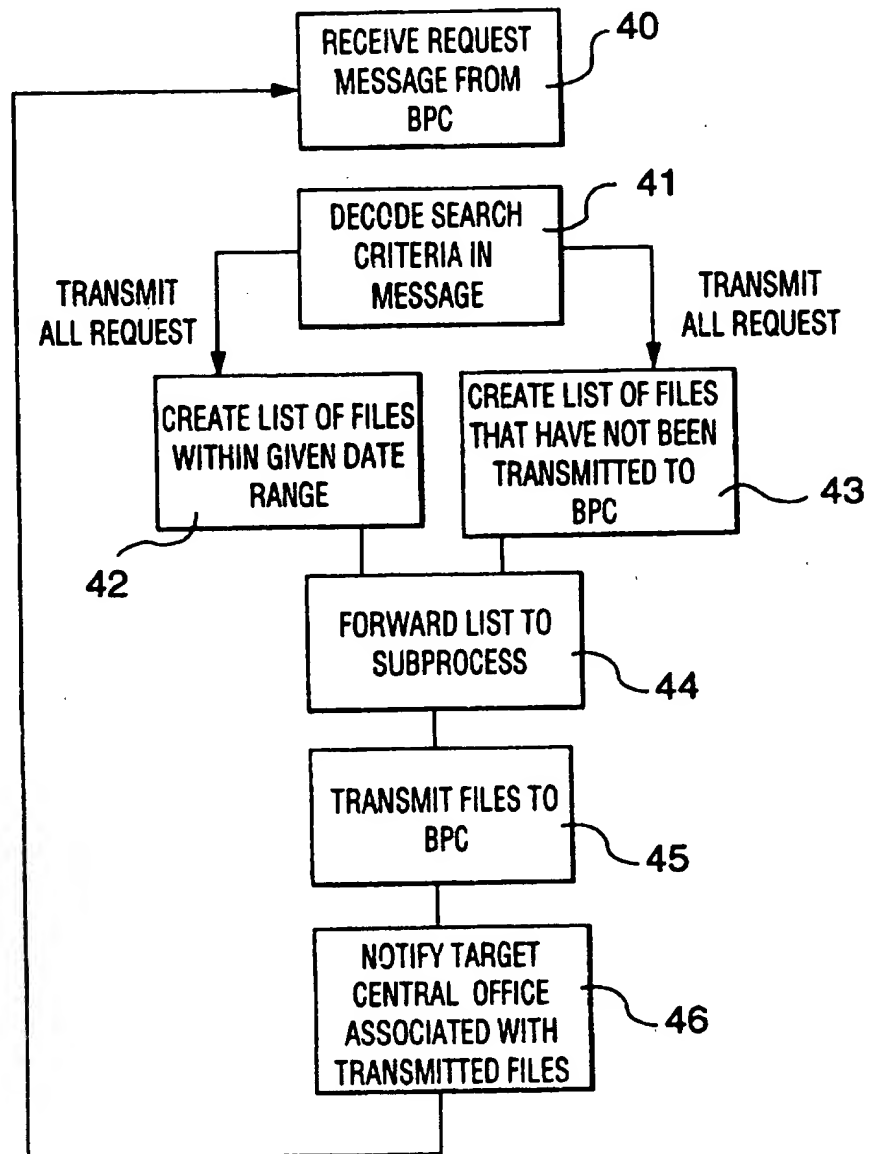 RECEIVE REQUEST
MESSAGE FROM
BPC
40
DECODE SEARCH
CRITERIA IN
MESSAGE
41
TRANSMIT
ALL REQUEST
TRANSMIT
ALL REQUEST
CREATE LIST OF FILES
WITHIN GIVEN DATE
RANGE
42
CREATE LIST OF FILES
THAT HAVE NOT BEEN
TRANSMITTED TO
BPC
43
FORWARD LIST TO
SUBPROCESS
44
TRANSMIT FILES TO
BPC
45
NOTIFY TARGET
CENTRAL OFFICE
ASSOCIATED WITH
TRANSMITTED FILES
46